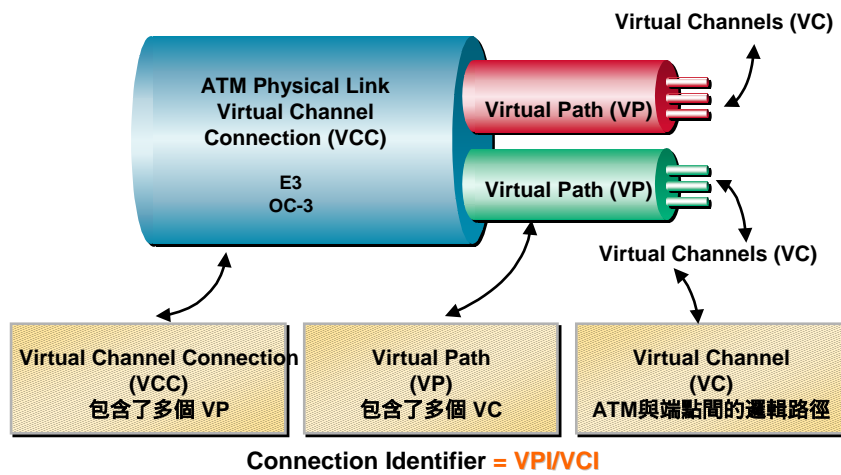 Virtual Channels (VC)
ATM Physical Link
Virtual Channel
Connection (VCC)
E3
OC-3
Virtual Path (VP)
Virtual Path (VP)
Virtual Channels (VC)
Virtual Channel Connection
(VCC)
包含了多個 VP
Virtual Path
(VP)
包含了多個 VC
Virtual Channel
(VC)
ATM與端點間的邏輯路徑
Connection Identifier = VPI/VCI